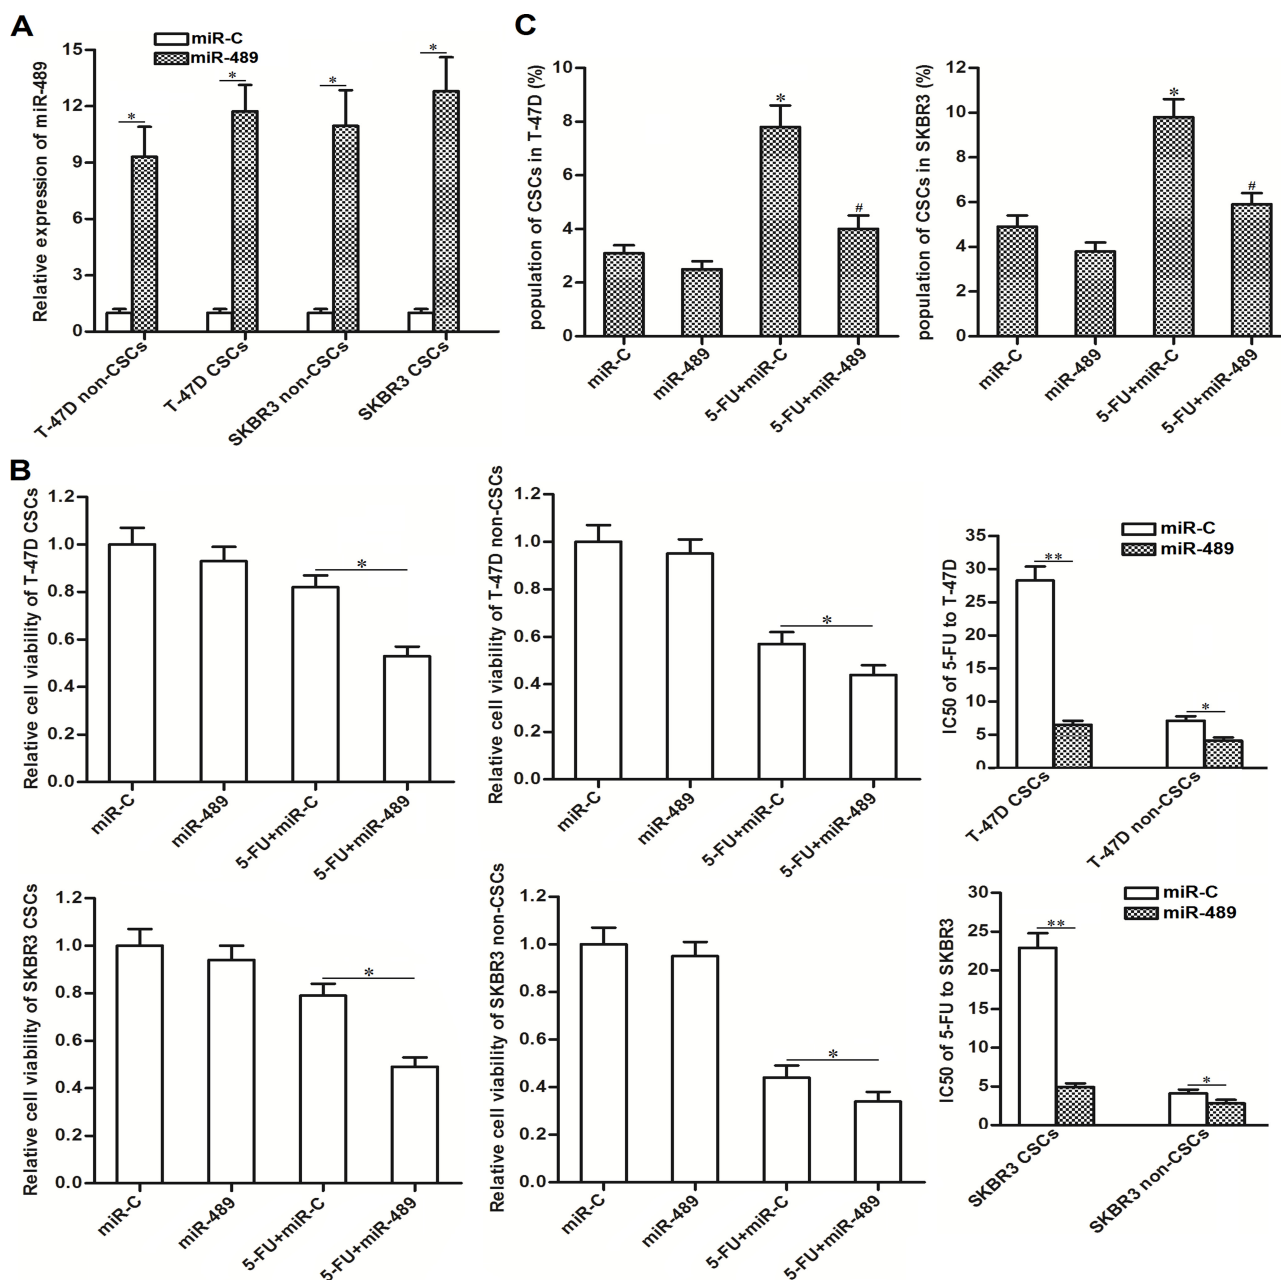 A
miR-C
miR-489
Relative expression of miR-489
15
12
9
6
3
0
*
*
*
*
T-47D non-CSCs
T-47D CSCs
SKBR3 non-CSCs
SKBR3 CSCs
C
population of CSCs in T-47D (%)
10
8
6
4
2
0
*
#
miR-C
miR-489
5-FU+miR-C
5-FU+miR-489
population of CSCs in SKBR3 (%)
12
10
8
6
4
2
0
*
#
miR-C
miR-489
5-FU+miR-C
5-FU+miR-489
B
Relative cell viability of T-47D CSCs
1.2
1.0
0.8
0.6
0.4
0.2
0.0
*
miR-C
miR-489
5-FU+miR-C
5-FU+miR-489
Relative cell viability of T-47D non-CSCs
1.2
1.0
0.8
0.6
0.4
0.2
0.0
*
miR-C
miR-489
5-FU+miR-C
5-FU+miR-489
miR-C
miR-489
IC50 of 5-FU to T-47D
35
30
25
20
15
10
5
0
**
*
T-47D CSCs
T-47D non-CSCs
Relative cell viability of SKBR3 CSCs
1.2
1.0
0.8
0.6
0.4
0.2
0.0
*
miR-C
miR-489
5-FU+miR-C
5-FU+miR-489
Relative cell viability of SKBR3 non-CSCs
1.2
1.0
0.8
0.6
0.4
0.2
0.0
*
miR-C
miR-489
5-FU+miR-C
5-FU+miR-489
miR-C
miR-489
IC50 of 5-FU to SKBR3
30
25
20
15
10
5
0
**
*
SKBR3 CSCs
SKBR3 non-CSCs